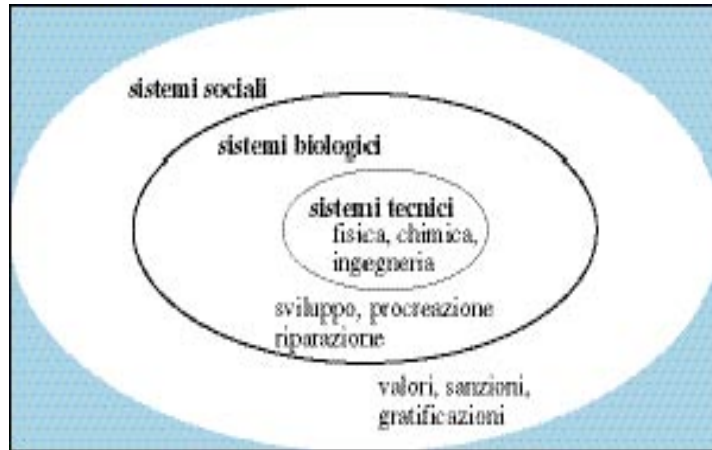 sistemi sociali
sistemi biologici
sistemi tecnici
fisica, chimica,
ingegneria
sviluppo, procreazione
riparazione
valori, sanzioni,
gratificazioni